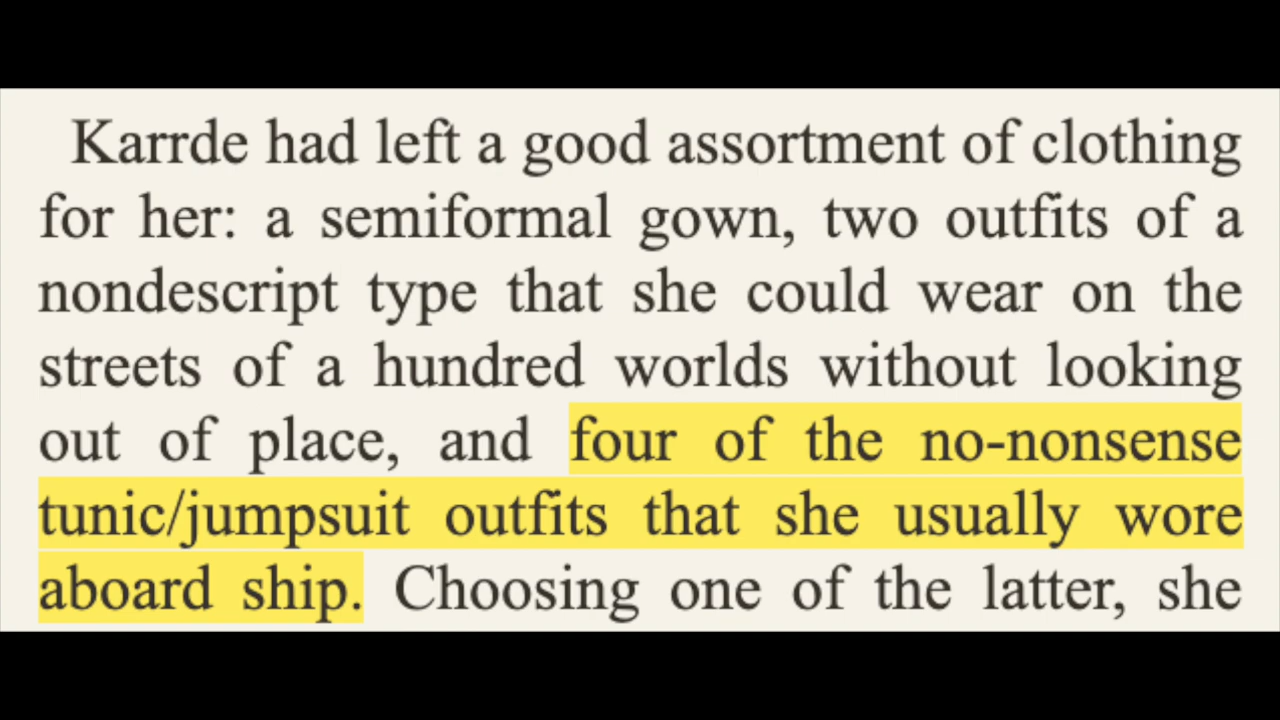 Karrde had left a good assortment of clothing
for her: a semiformal gown, two outfits of a
nondescript type that she could wear on the
streets of a hundred worlds without looking
out of place, and four of the no-nonsense
tunic/jumpsuit outfits that she usually wore
aboard ship. Choosing one of the latter, she